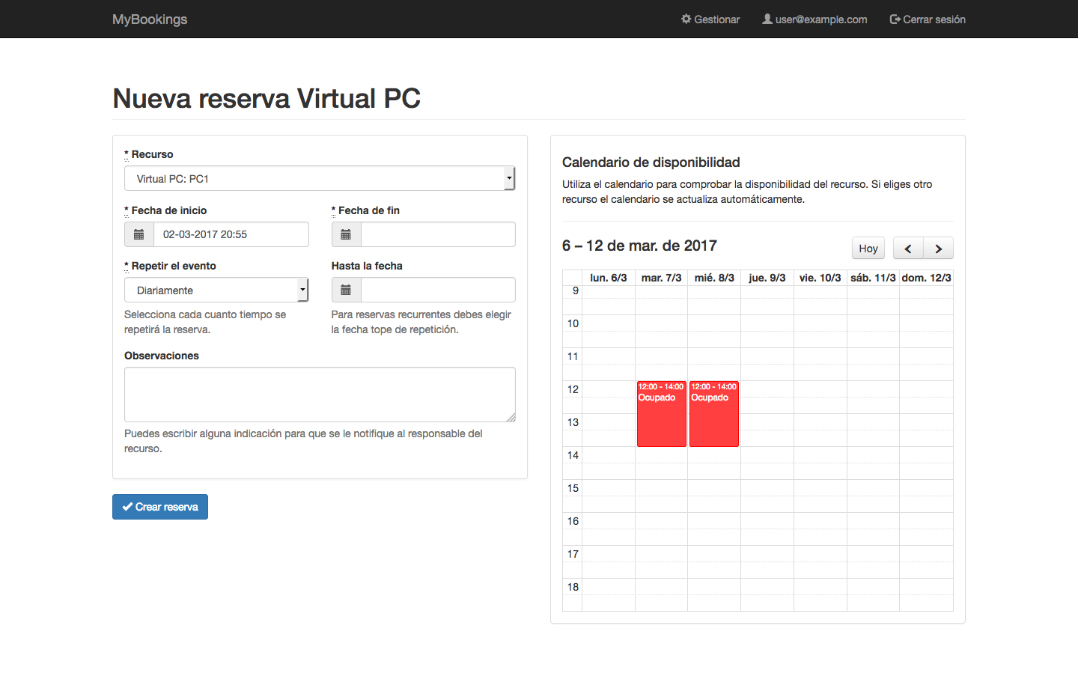 MyBookings
Gestionar
user@example.com
Cerrar sesión
Nueva reserva Virtual PC
* Recurso
Virtual PC: PC1
* Fecha de inicio
* Fecha de fin
02-03-2017 20:55
* Repetir el evento
Hasta la fecha
Diariamente
Selecciona cada cuanto tiempo se
repetirá la reserva.
Para reservas recurrentes debes elegir
la fecha tope de repetición.
Observaciones
Puedes escribir alguna indicación para que se le notifique al responsable del
recurso.
Crear reserva
Calendario de disponibilidad
Utiliza el calendario para comprobar la disponibilidad del recurso. Si eliges otro
recurso el calendario se actualiza automáticamente.
6 – 12 de mar. de 2017
Hoy
lun. 6/3 mar. 7/3 mié. 8/3 jue. 9/3 vie. 10/3 sáb. 11/3 dom. 12/3
9
10
11
12
12:00 - 14:00
Ocupado
12:00 - 14:00
Ocupado
13
14
15
16
17
18